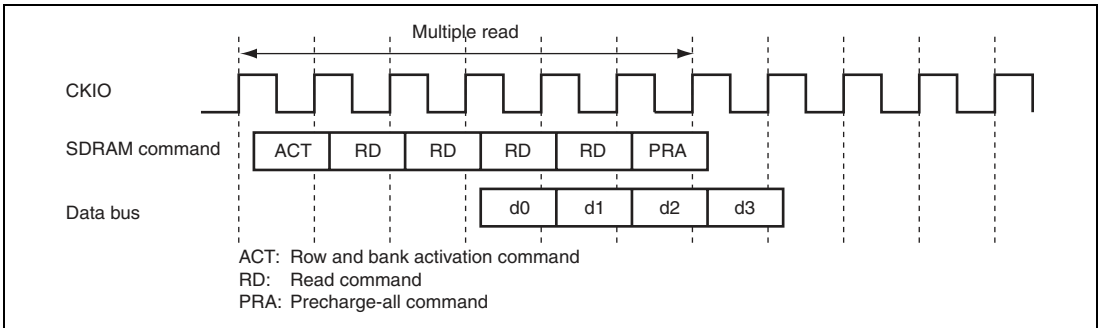 Multiple read
CKIO
SDRAM command ACT RD RD RD RD PRA
Data bus d0 d1 d2 d3
ACT: Row and bank activation command
RD: Read command
PRA: Precharge-all command